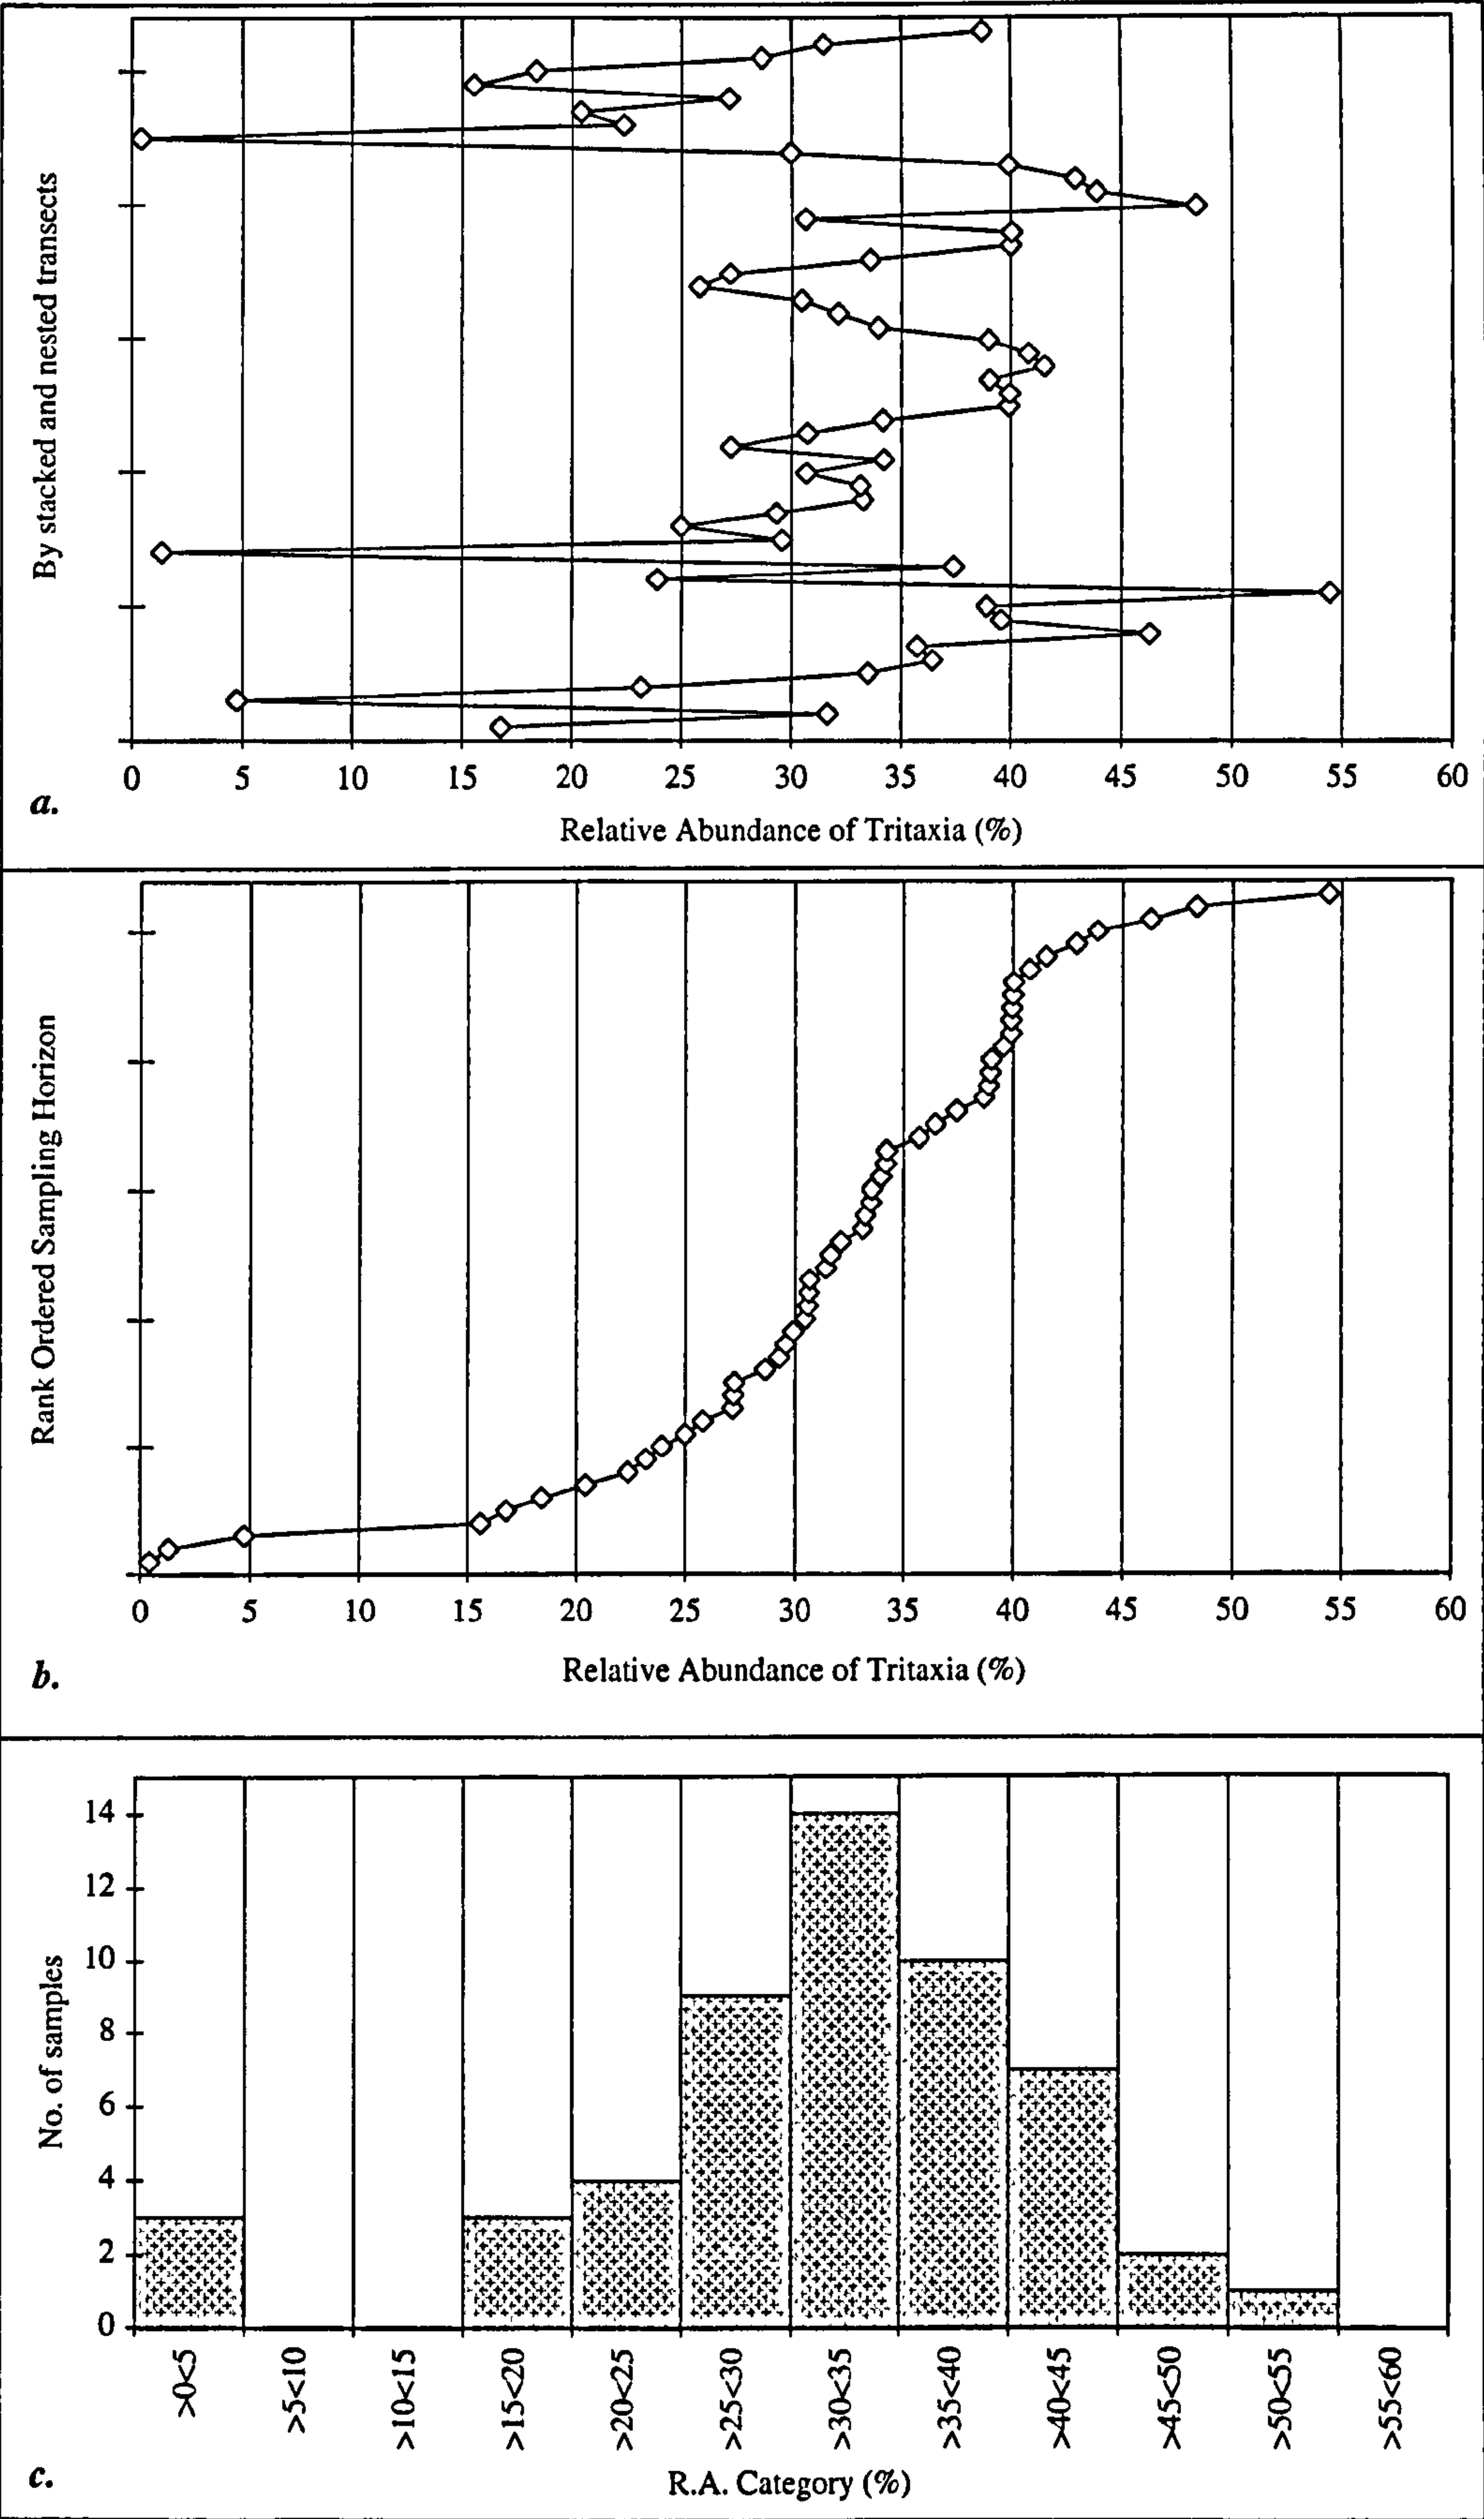 By stacked and nested transects
0 5 10 15 20 25 30 35 40 45 50 55 60
a.
Relative Abundance of Tritaxia (%)
Rank Ordered Sampling Horizon
0 5 10 15 20 25 30 35 40 45 50 55 60
b.
Relative Abundance of Tritaxia (%)
No. of samples
14
12
10
8
6
4
2
0
>0<5 >5<10 >10<15 >15<20 >20<25 >25<30 >30<35 >35<40 >40<45 >45<50 >50<55 >55<60
c.
R.A. Category (%)